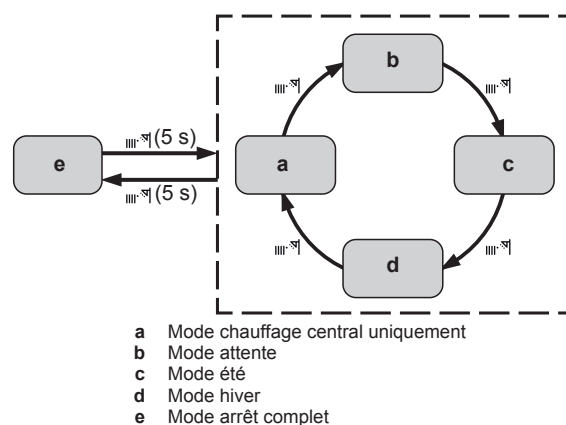 b
(5 s)
e
a
c
(5 s)
d
a Mode chauffage central uniquement
b Mode attente
c Mode été
d Mode hiver
e Mode arrêt complet